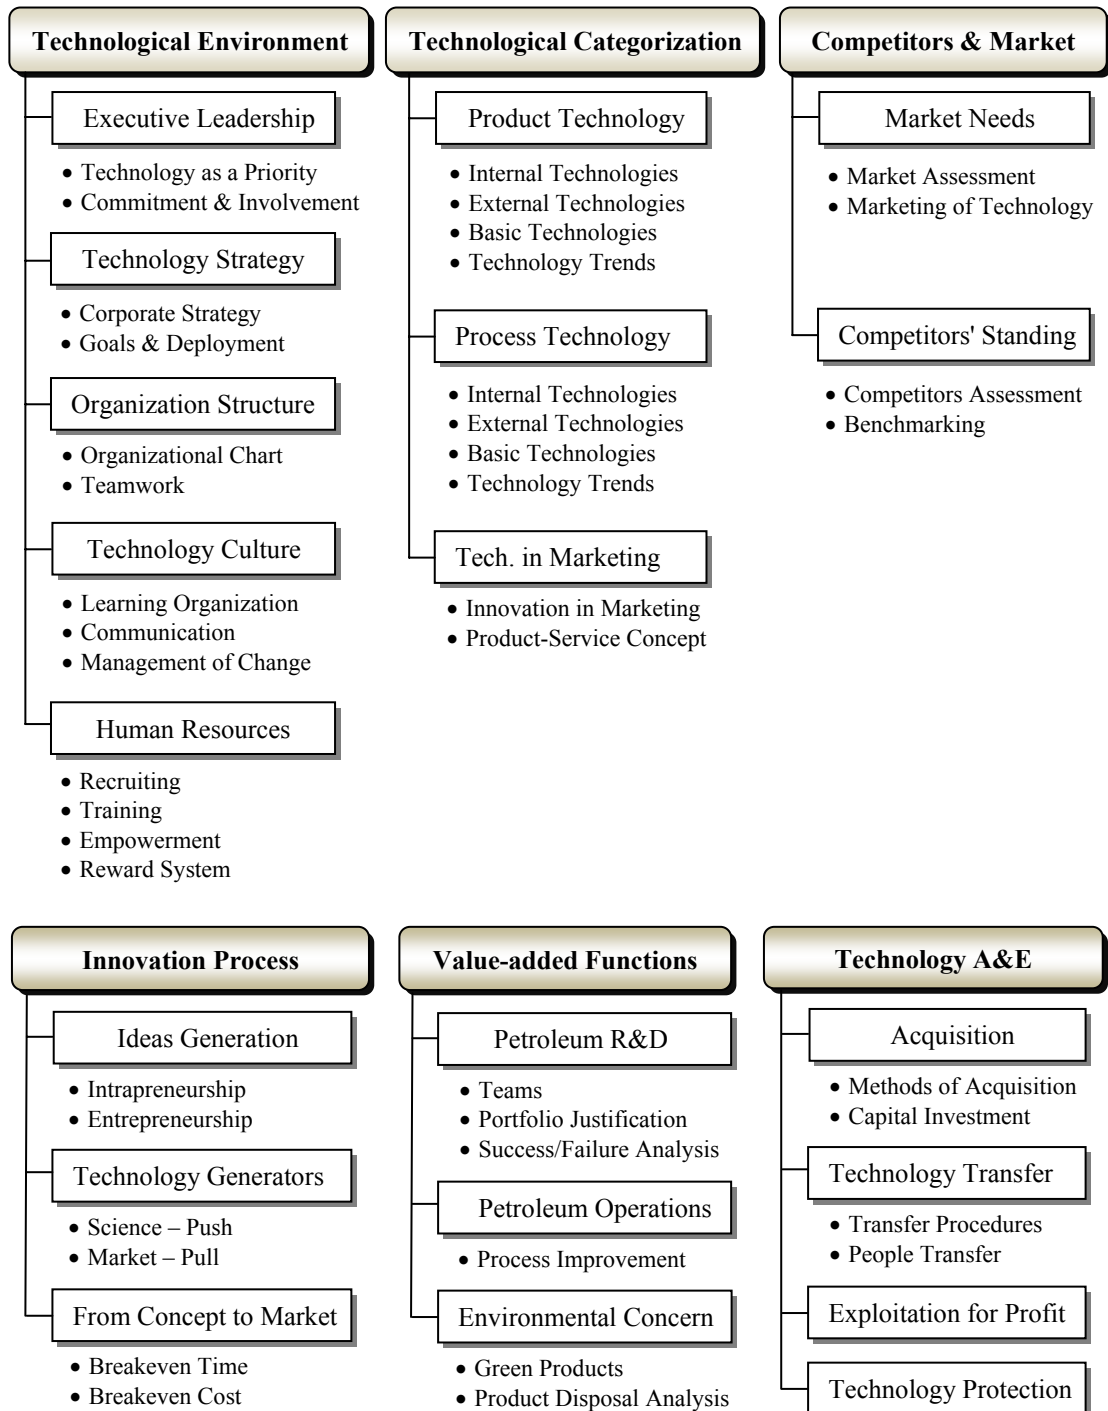 Technological Environment
Executive Leadership
• Technology as a Priority
• Commitment & Involvement
Technology Strategy
• Corporate Strategy
• Goals & Deployment
Organization Structure
• Organizational Chart
• Teamwork
Technology Culture
• Learning Organization
• Communication
• Management of Change
Human Resources
• Recruiting
• Training
• Empowerment
• Reward System
Technological Categorization
Product Technology
• Internal Technologies
• External Technologies
• Basic Technologies
• Technology Trends
Process Technology
• Internal Technologies
• External Technologies
• Basic Technologies
• Technology Trends
Tech. in Marketing
• Innovation in Marketing
• Product-Service Concept
Competitors & Market
Market Needs
• Market Assessment
• Marketing of Technology
Competitors' Standing
• Competitors Assessment
• Benchmarking
Innovation Process
Ideas Generation
• Intrapreneurship
• Entrepreneurship
Technology Generators
• Science – Push
• Market – Pull
From Concept to Market
• Breakeven Time
• Breakeven Cost
Value-added Functions
Petroleum R&D
• Teams
• Portfolio Justification
• Success/Failure Analysis
Petroleum Operations
• Process Improvement
Environmental Concern
• Green Products
• Product Disposal Analysis
Technology A&E
Acquisition
• Methods of Acquisition
• Capital Investment
Technology Transfer
• Transfer Procedures
• People Transfer
Exploitation for Profit
Technology Protection